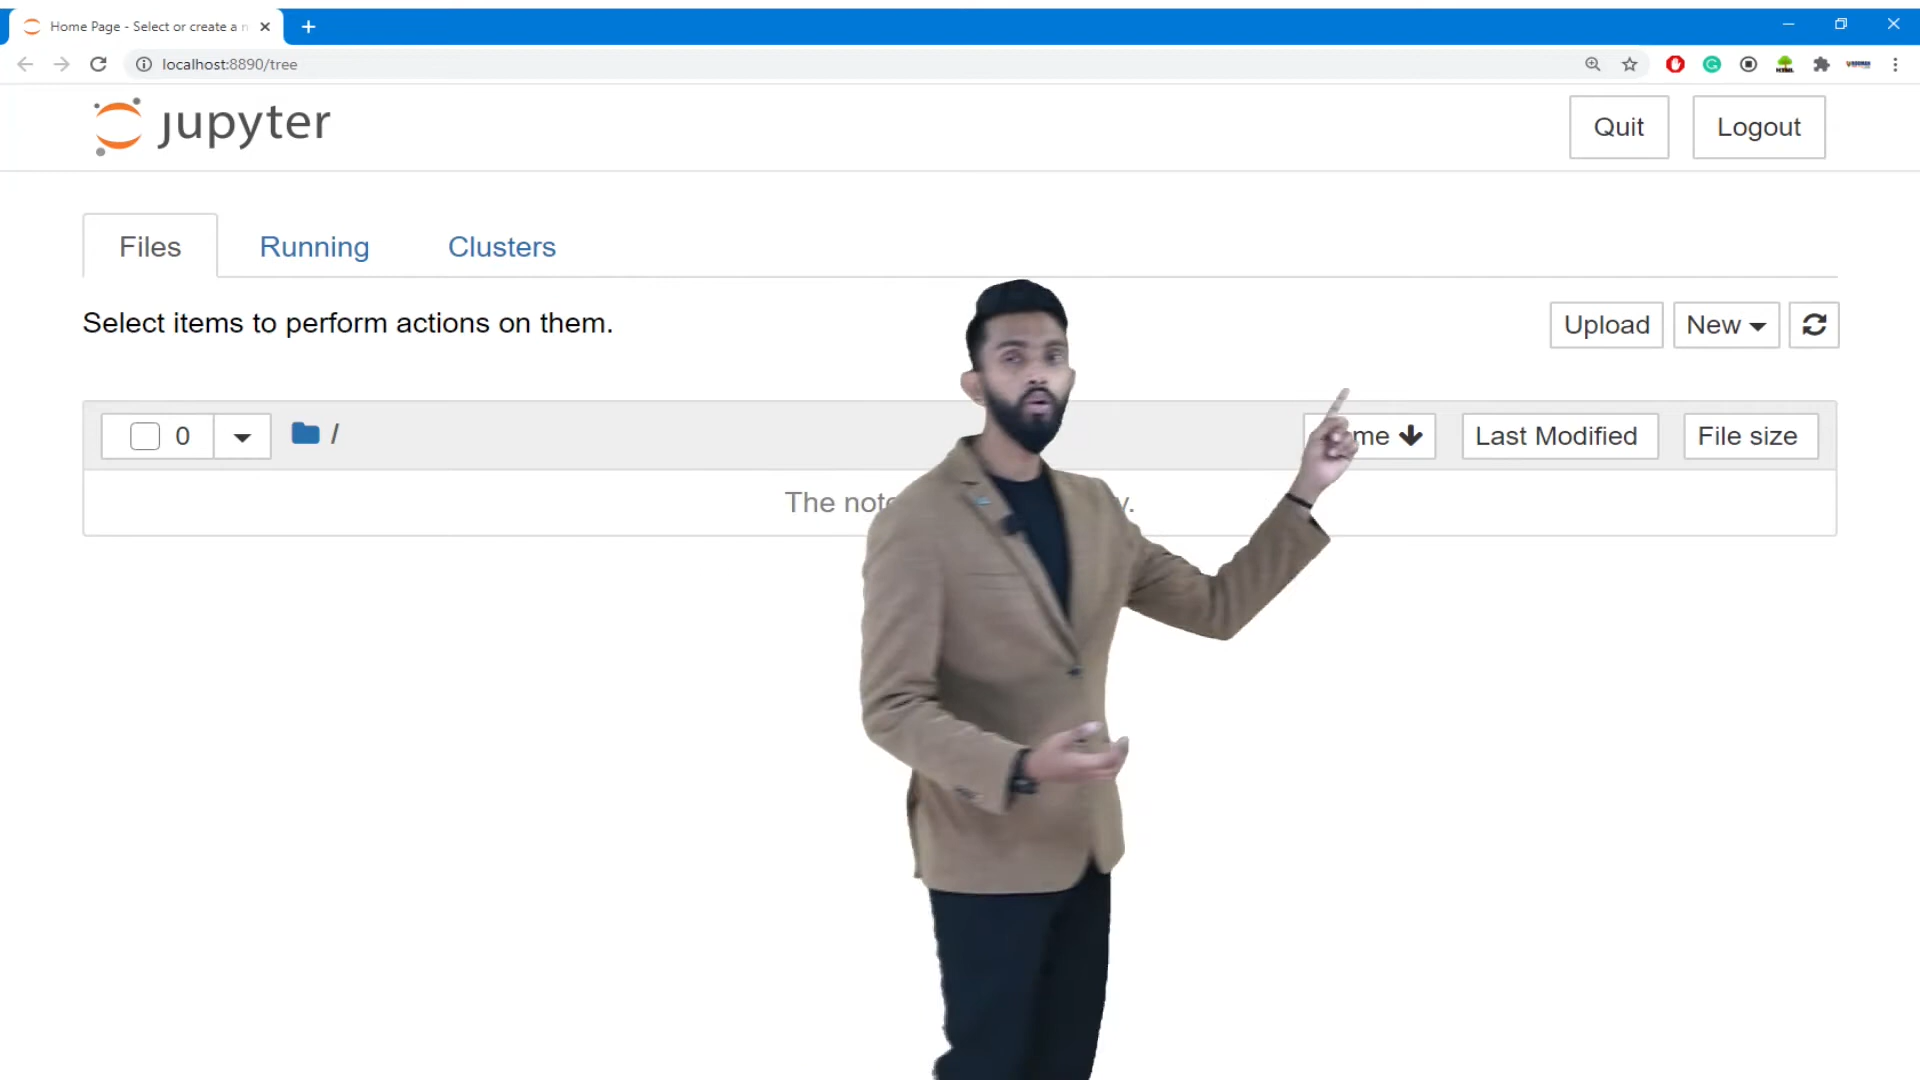 Home Page - Select or create a n
localhost:8890/tree
jupyter
Quit
Logout
Files
Running
Clusters
Select items to perform actions on them.
Upload
New
0
/
me
Last Modified
File size
The note
y.